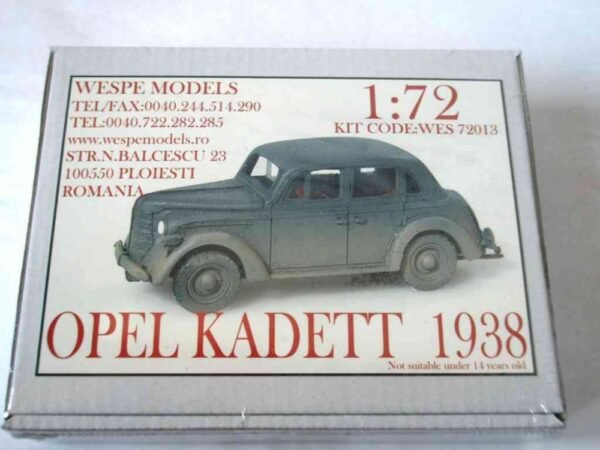 WESPE MODELS
TEL/FAX:0040.244.514.290
TEL:0040.722.282.285
www.wespemodels.ro
STR.N.BALCESCU 23
100550 PLOIESTI
ROMANIA
1:72
KIT CODE:WES 72013
OPEL KADETT 1938
Not suitable under 14 years old